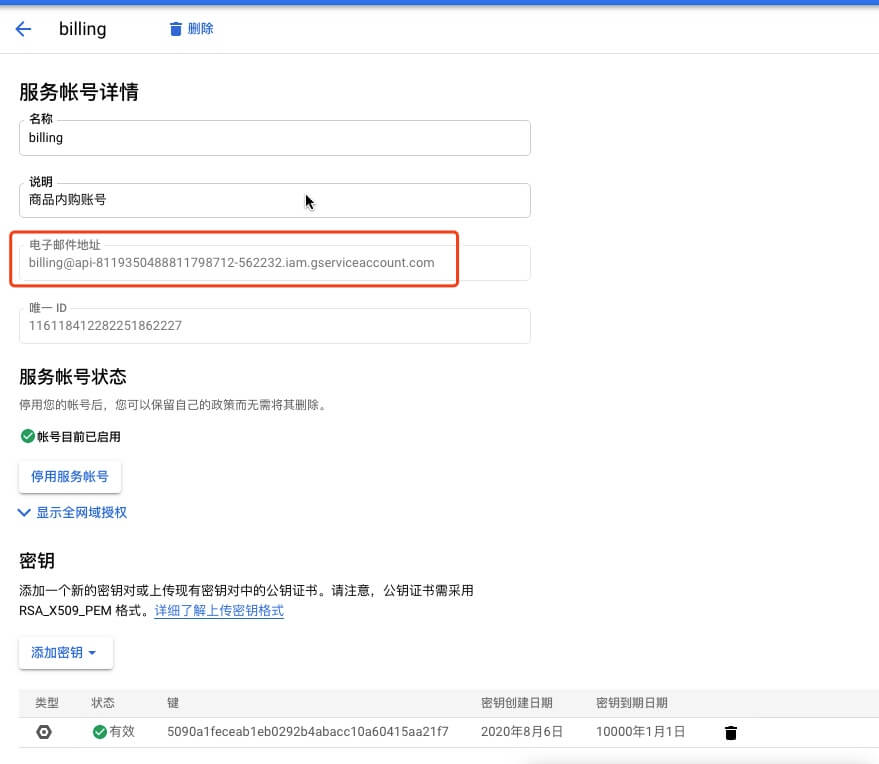 billing
删除
服务帐号详情
名称
billing
说明
商品内购账号
电子邮件地址
billing@api-8119350488811798712-562232.iam.gserviceaccount.com
唯一 ID
116118412282251862227
服务帐号状态
停用您的帐号后，您可以保留自己的政策而无需将其删除。
帐号目前已启用
停用服务帐号
显示全网域授权
密钥
添加一个新的密钥对或上传现有密钥对中的公钥证书。请注意，公钥证书需采用
RSA_X509_PEM 格式。详细了解上传密钥格式
添加密钥
类型 状态 键 密钥创建日期 密钥到期日期
有效 5090a1feceab1eb0292b4abacc10a60415aa21f7 2020年8月6日 10000年1月1日